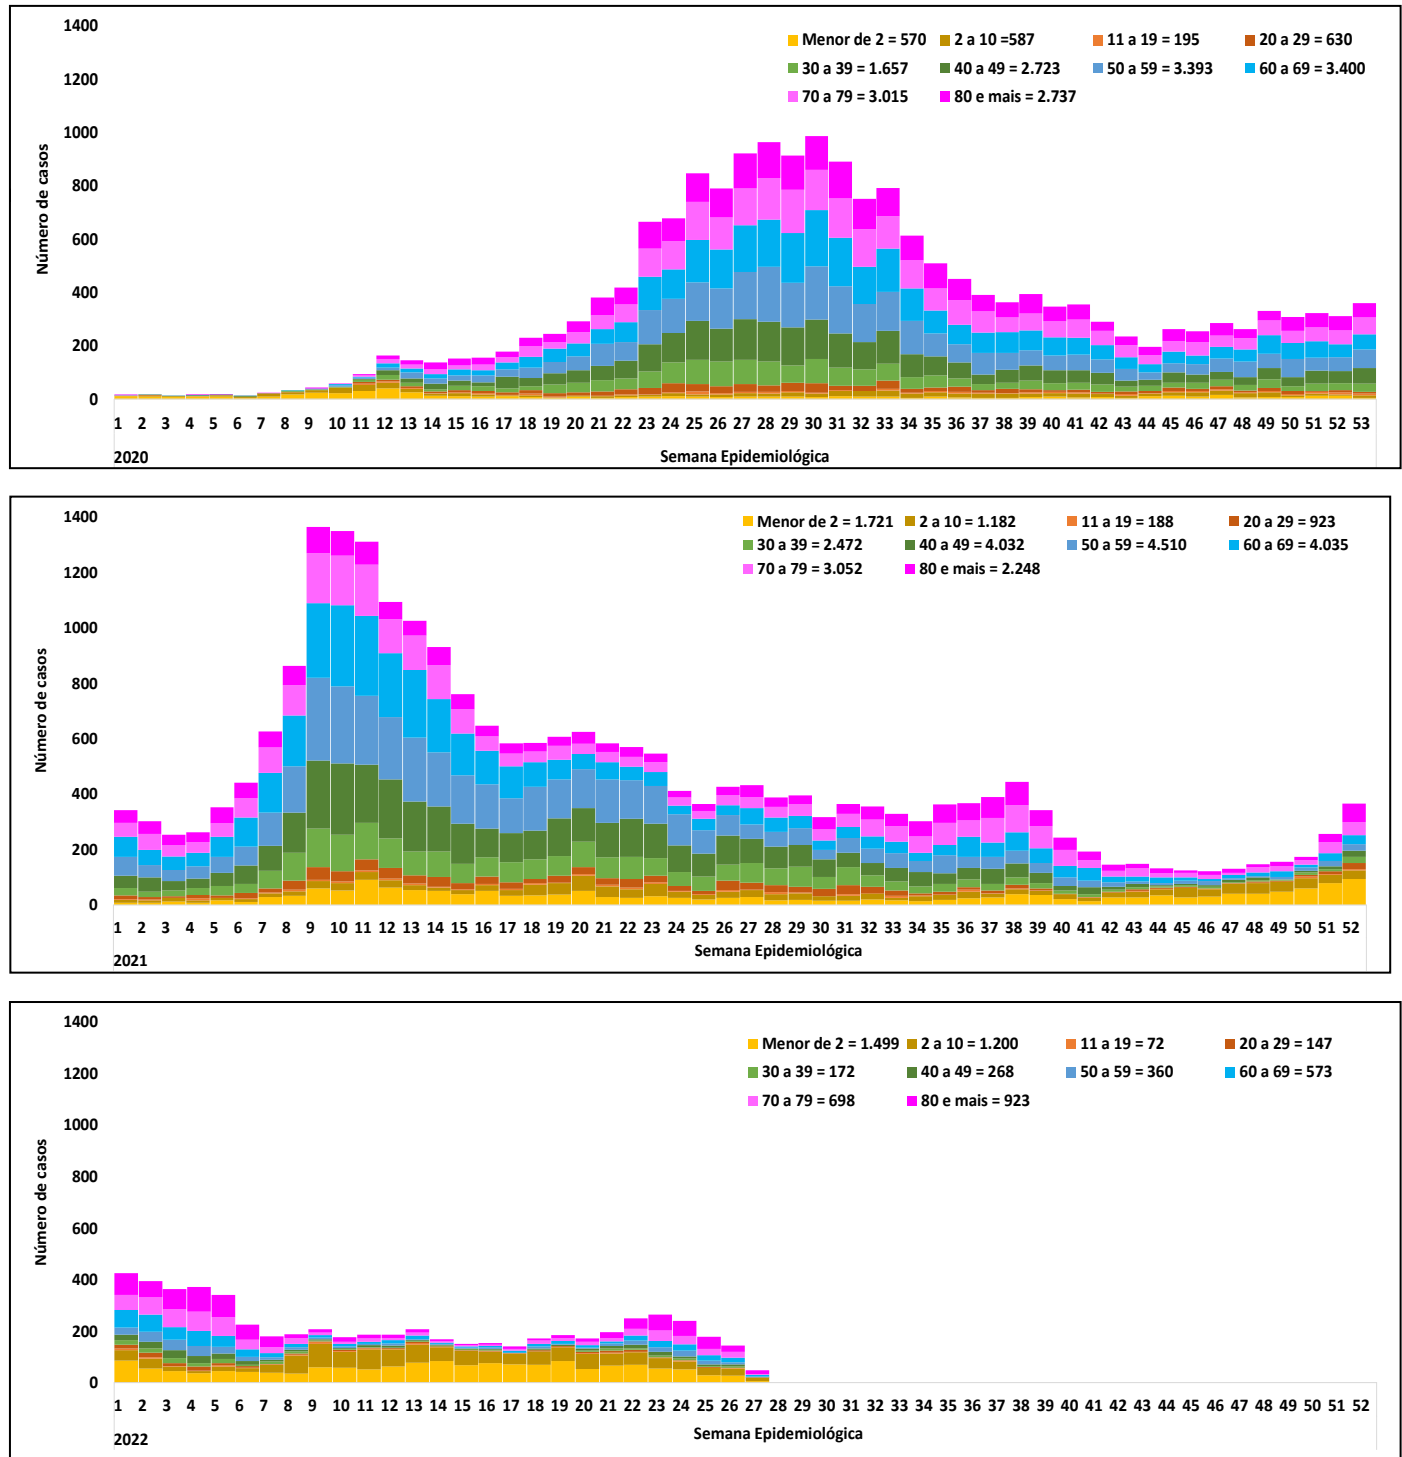 1400
1200
1000
800
600
400
200
0
Número de casos
Menor de 2 = 570 2 a 10 =587 11 a 19 = 195 20 a 29 = 630
30 a 39 = 1.657 40 a 49 = 2.723 50 a 59 = 3.393 60 a 69 = 3.400
70 a 79 = 3.015 80 e mais = 2.737
1 2 3 4 5 6 7 8 9 10 11 12 13 14 15 16 17 18 19 20 21 22 23 24 25 26 27 28 29 30 31 32 33 34 35 36 37 38 39 40 41 42 43 44 45 46 47 48 49 50 51 52 53
2020
Semana Epidemiológica
1400
1200
1000
800
600
400
200
0
Número de casos
Menor de 2 = 1.721 2 a 10 = 1.182 11 a 19 = 188 20 a 29 = 923
30 a 39 = 2.472 40 a 49 = 4.032 50 a 59 = 4.510 60 a 69 = 4.035
70 a 79 = 3.052 80 e mais = 2.248
1 2 3 4 5 6 7 8 9 10 11 12 13 14 15 16 17 18 19 20 21 22 23 24 25 26 27 28 29 30 31 32 33 34 35 36 37 38 39 40 41 42 43 44 45 46 47 48 49 50 51 52
Semana Epidemiológica
2021
1400
1200
1000
800
600
400
200
0
Número de casos
Menor de 2 = 1.499 2 a 10 = 1.200 11 a 19 = 72 20 a 29 = 147
30 a 39 = 172 40 a 49 = 268 50 a 59 = 360 60 a 69 = 573
70 a 79 = 698 80 e mais = 923
1 2 3 4 5 6 7 8 9 10 11 12 13 14 15 16 17 18 19 20 21 22 23 24 25 26 27 28 29 30 31 32 33 34 35 36 37 38 39 40 41 42 43 44 45 46 47 48 49 50 51 52
Semana Epidemiológica
2022